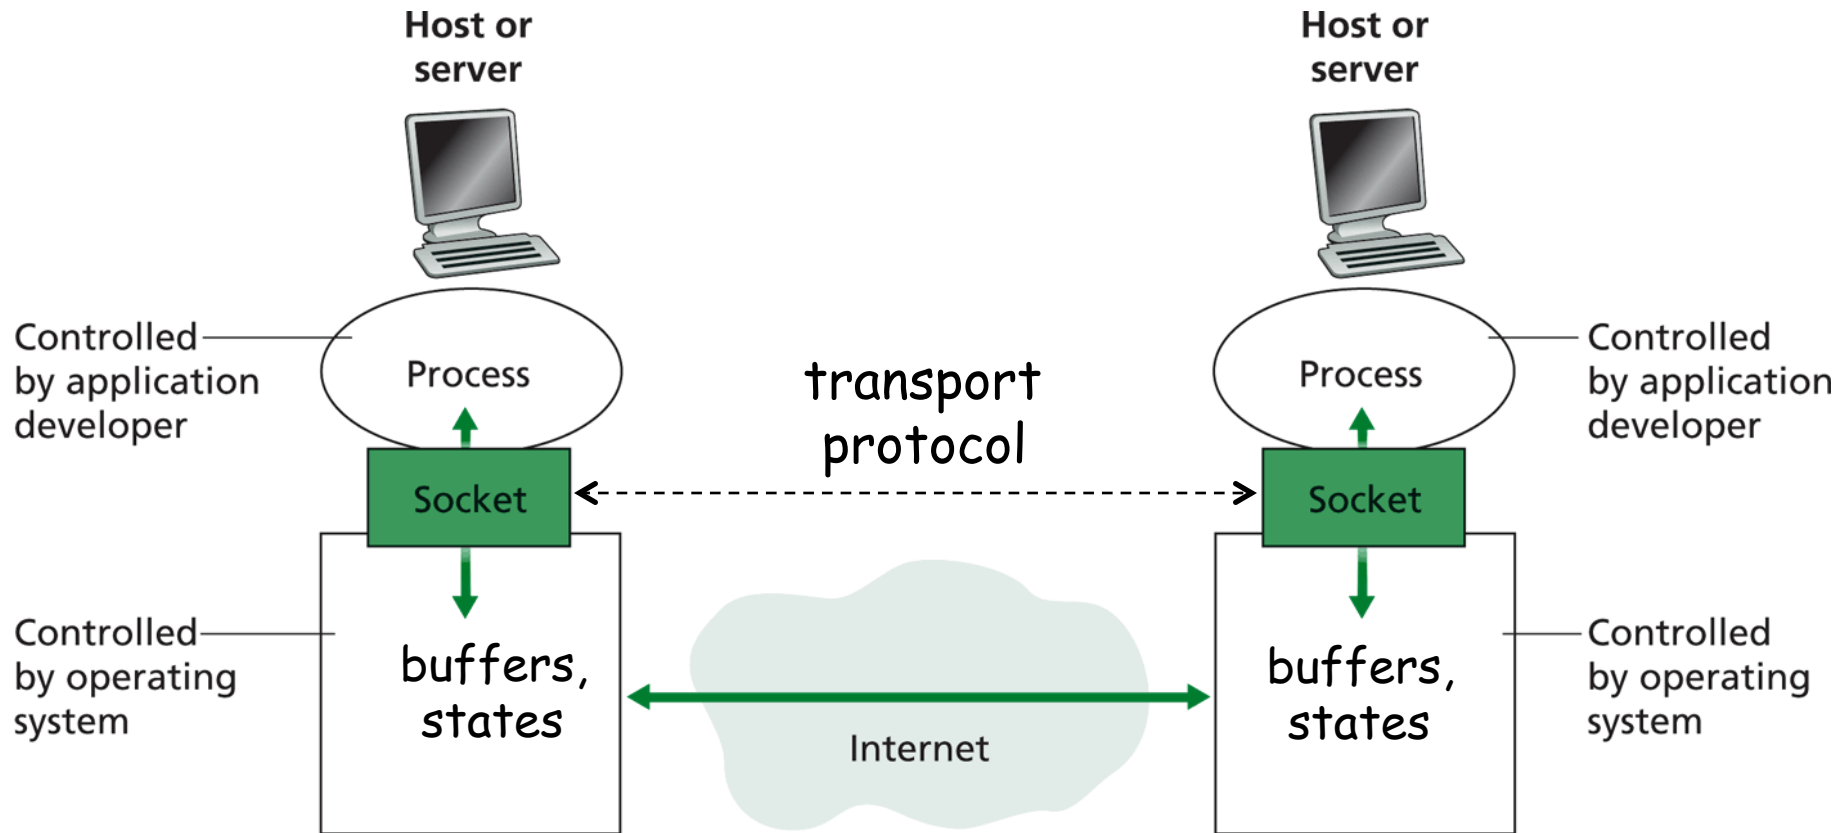 Host or
server
Host or
server
Controlled
by application
developer
Process
transport
protocol
Process
Controlled
by application
developer
Socket
Socket
Controlled
by operating
system
buffers,
states
Internet
buffers,
states
Controlled
by operating
system